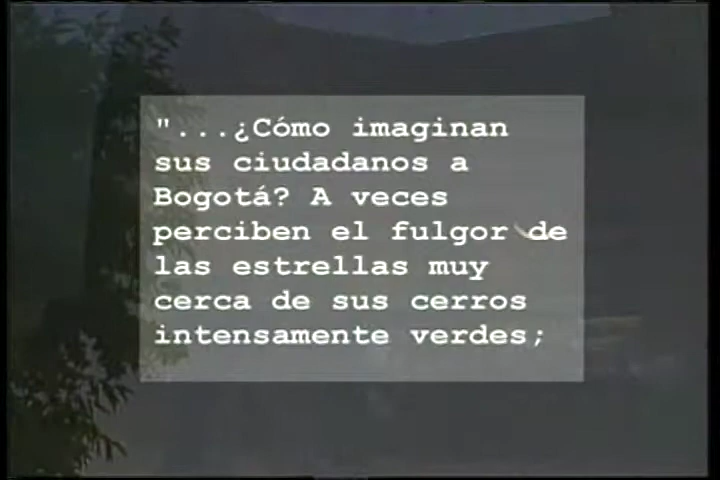 "...¿Cómo imaginan
sus ciudadanos a
Bogotá? A veces
perciben el fulgor de
las estrellas muy
cerca de sus cerros
intensamente verdes;